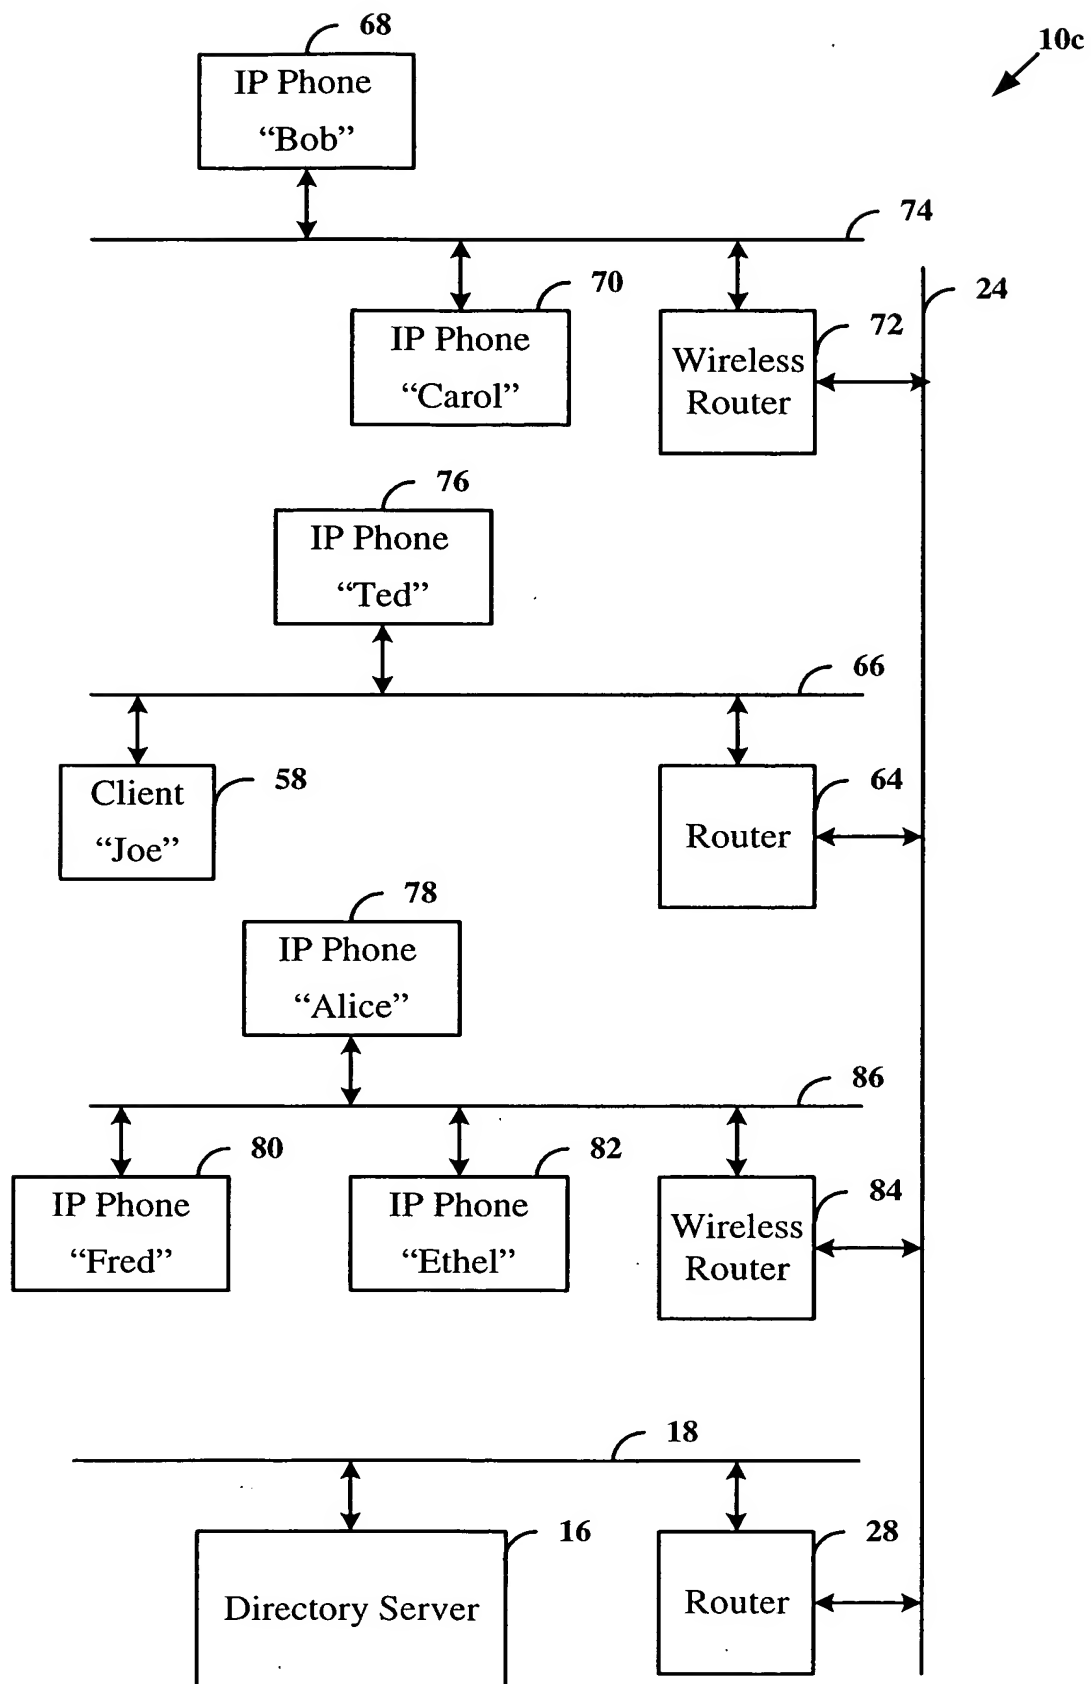 68
10c
IP Phone
“Bob”
74
70
24
72
IP Phone
“Carol”
Wireless
Router
76
IP Phone
“Ted”
66
58
64
Client
“Joe”
Router
78
IP Phone
“Alice”
86
80
82
84
IP Phone
“Fred”
IP Phone
“Ethel”
Wireless
Router
18
16
28
Directory Server
Router